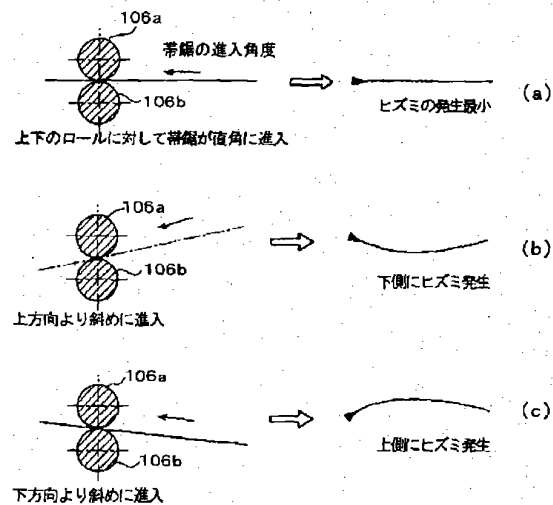 106a
帯鋸の進入角度
106b
ヒズミの発生最小
(a)
上下のロールに対して帯鋸が直角に進入
106a
106b
(b)
下側にヒズミ発生
上方向より斜めに進入
106a
(c)
106b
上側にヒズミ発生
下方向より斜めに進入